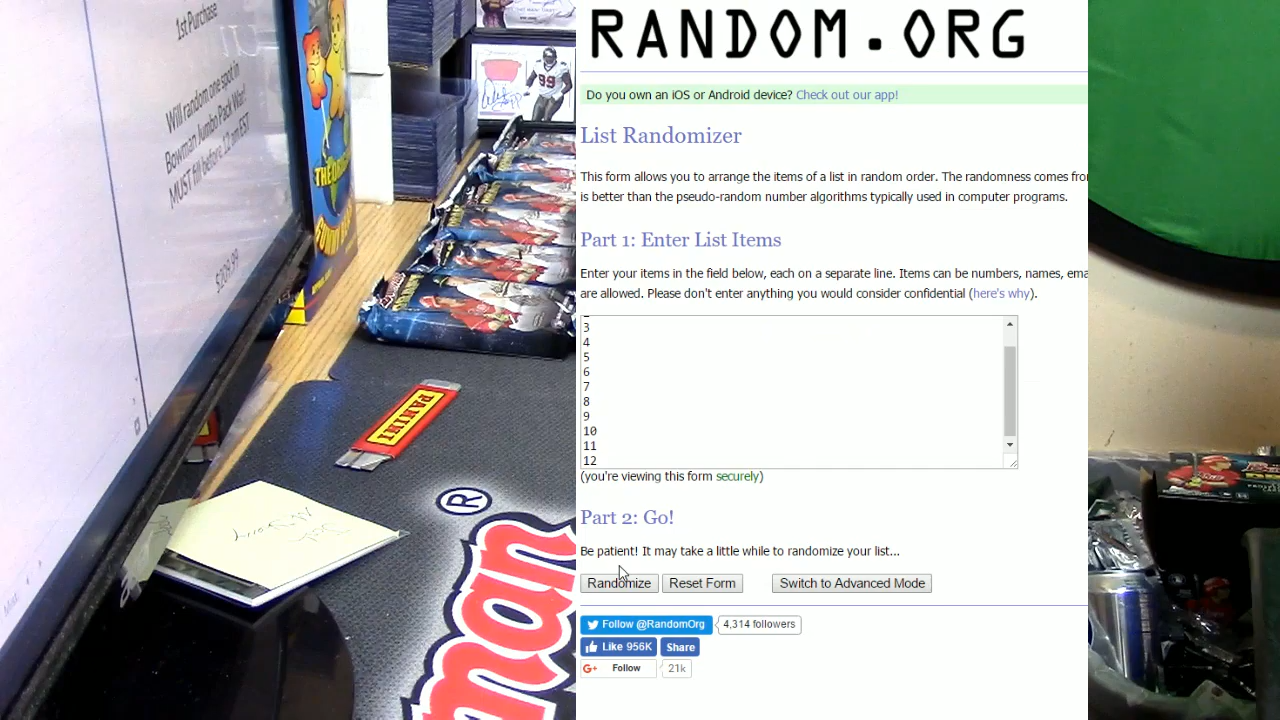 1st Purchase
Will random one spot in
Bowman Jumbo Pack War!
MUST fill before 12 am EST
$209.99
THE ORIGINAL
99
PANINI
®
man
RANDOM.ORG
Do you own an iOS or Android device? Check out our app!
List Randomizer
This form allows you to arrange the items of a list in random order. The randomness comes from
is better than the pseudo-random number algorithms typically used in computer programs.
Part 1: Enter List Items
Enter your items in the field below, each on a separate line. Items can be numbers, names, ema
are allowed. Please don't enter anything you would consider confidential (here's why).
3
4
5
6
7
8
9
10
11
12
(you're viewing this form securely)
Part 2: Go!
Be patient! It may take a little while to randomize your list...
Randomize Reset Form Switch to Advanced Mode
Follow @RandomOrg 4,314 followers
Like 956K Share
G+ Follow 21k